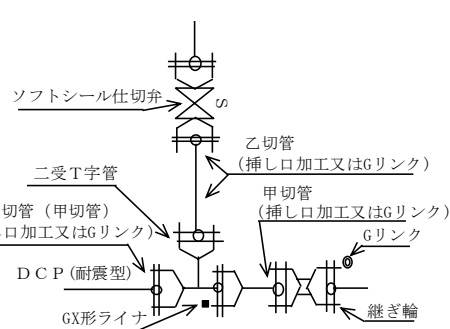 ソフトシール仕切弁
S
乙切管
(挿し口加工又はGリンク)
二受T字管
甲切管
(挿し口加工又はGリンク)
切管 (甲切管)
口加工又はGリンク)
Gリンク
DCP(耐震型)
GX形ライナ
継ぎ輪